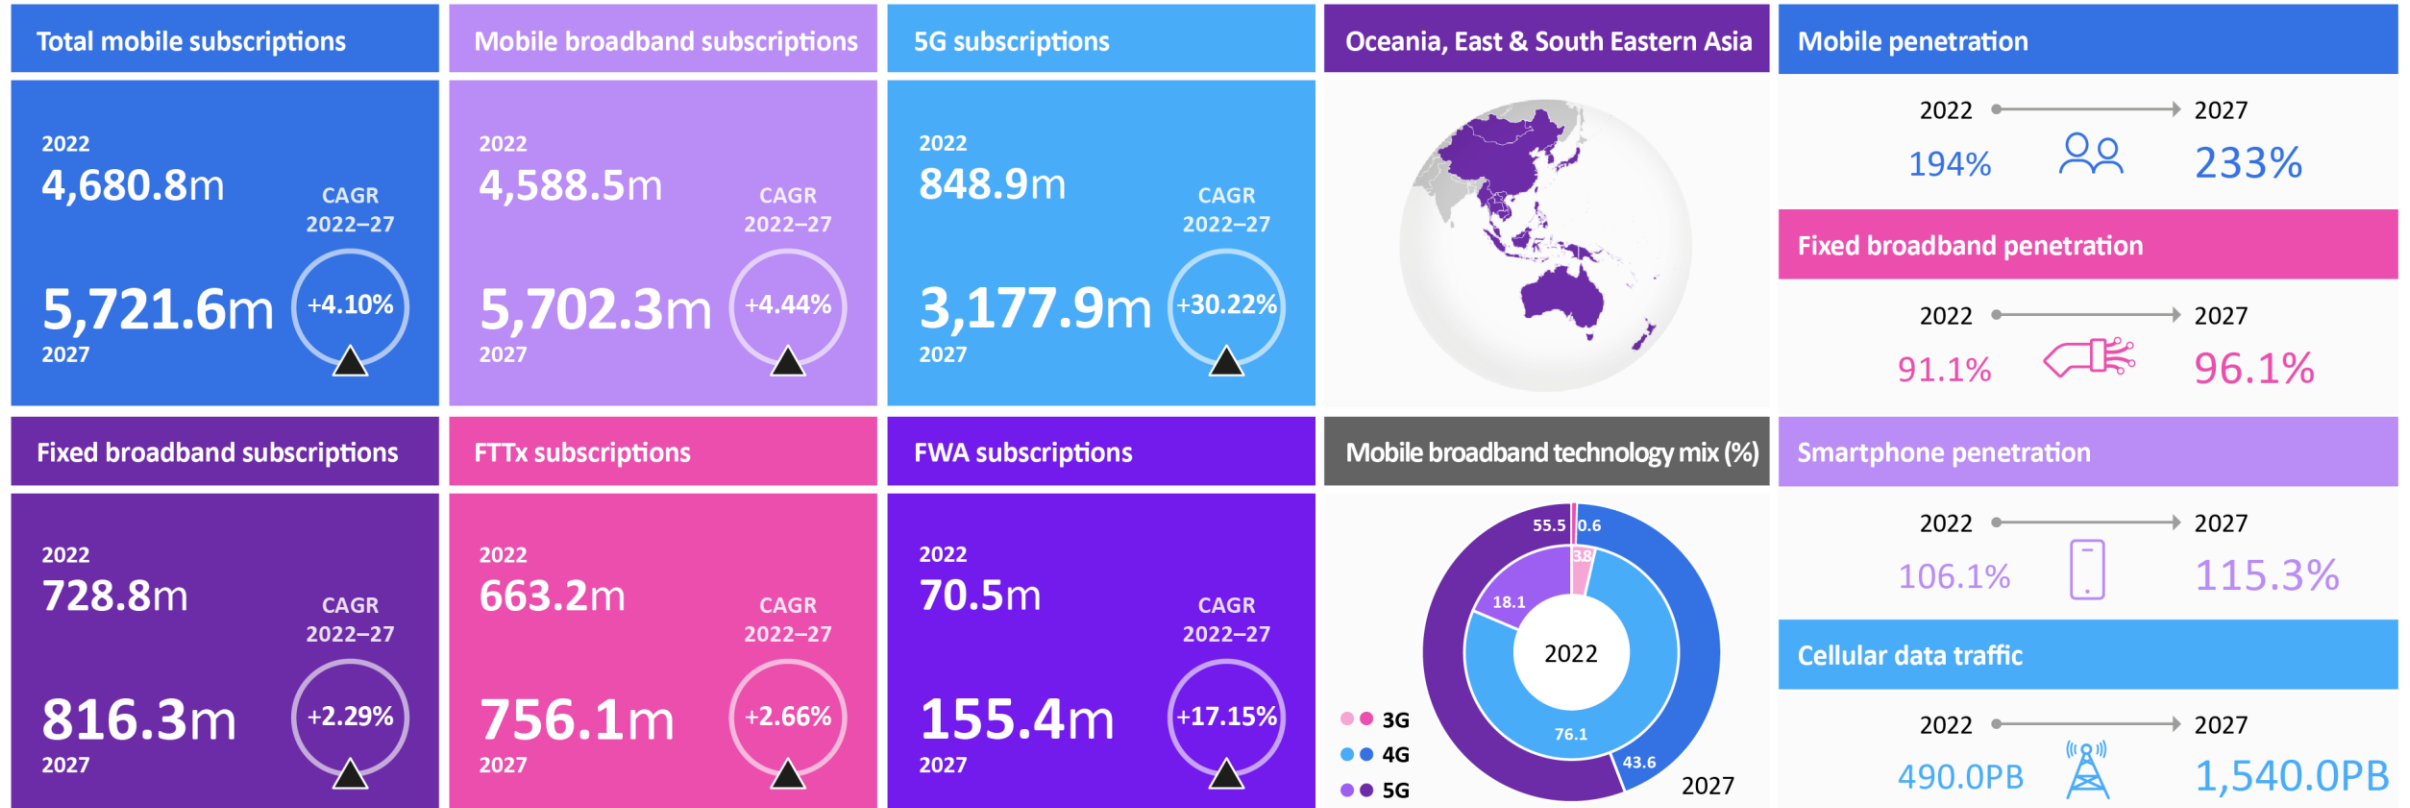 Total mobile subscriptions
2022
4,680.8m
CAGR
2022–27
+4.10%
5,721.6m
2027
Mobile broadband subscriptions
2022
4,588.5m
CAGR
2022–27
+4.44%
5,702.3m
2027
5G subscriptions
2022
848.9m
CAGR
2022–27
+30.22%
3,177.9m
2027
Oceania, East & South Eastern Asia
Mobile penetration
2022
2027
194%
233%
Fixed broadband penetration
2022
2027
91.1%
96.1%
Fixed broadband subscriptions
2022
728.8m
CAGR
2022–27
+2.29%
816.3m
2027
FTTx subscriptions
2022
663.2m
CAGR
2022–27
+2.66%
756.1m
2027
FWA subscriptions
2022
70.5m
CAGR
2022–27
+17.15%
155.4m
2027
Mobile broadband technology mix (%)
55.5
0.6
3.8
18.1
2022
76.1
43.6
2027
3G
4G
5G
Smartphone penetration
2022
2027
106.1%
115.3%
Cellular data traffic
2022
2027
490.0PB
1,540.0PB